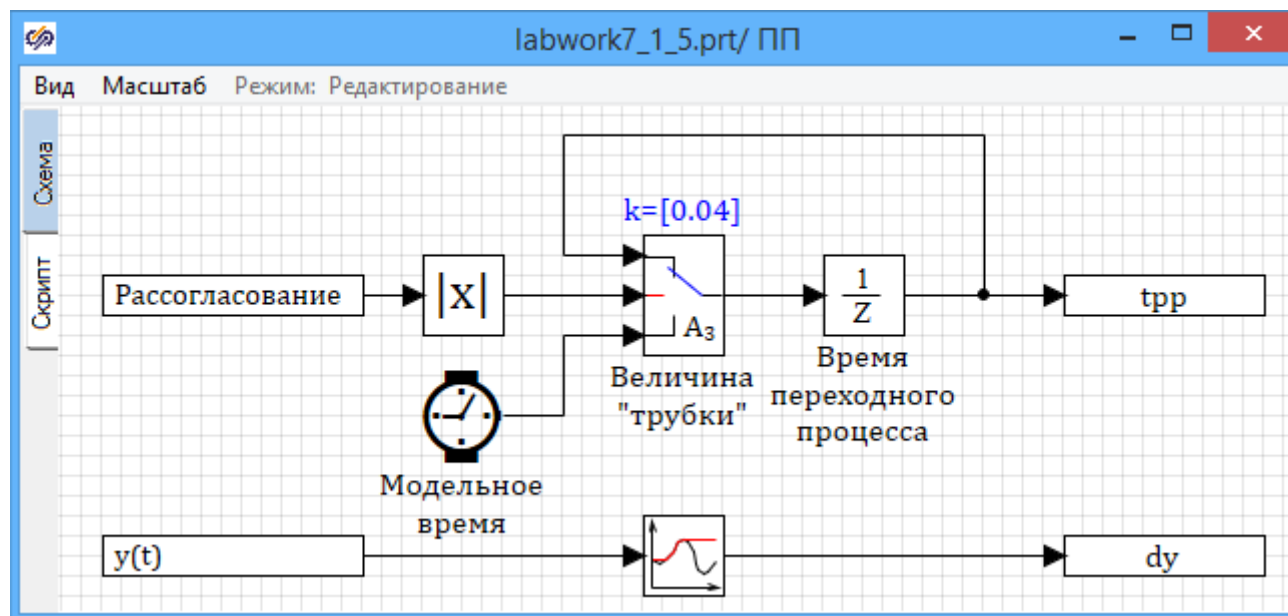 labwork7_1_5.prt/ ПП
Вид Масштаб Режим: Редактирование
Схема
Скрипт
k=[0.04]
Рассогласование
|X|
A₃
1
Z
tpp
Величина
"трубки"
Время
переходного
процесса
Модельное
время
y(t)
dy